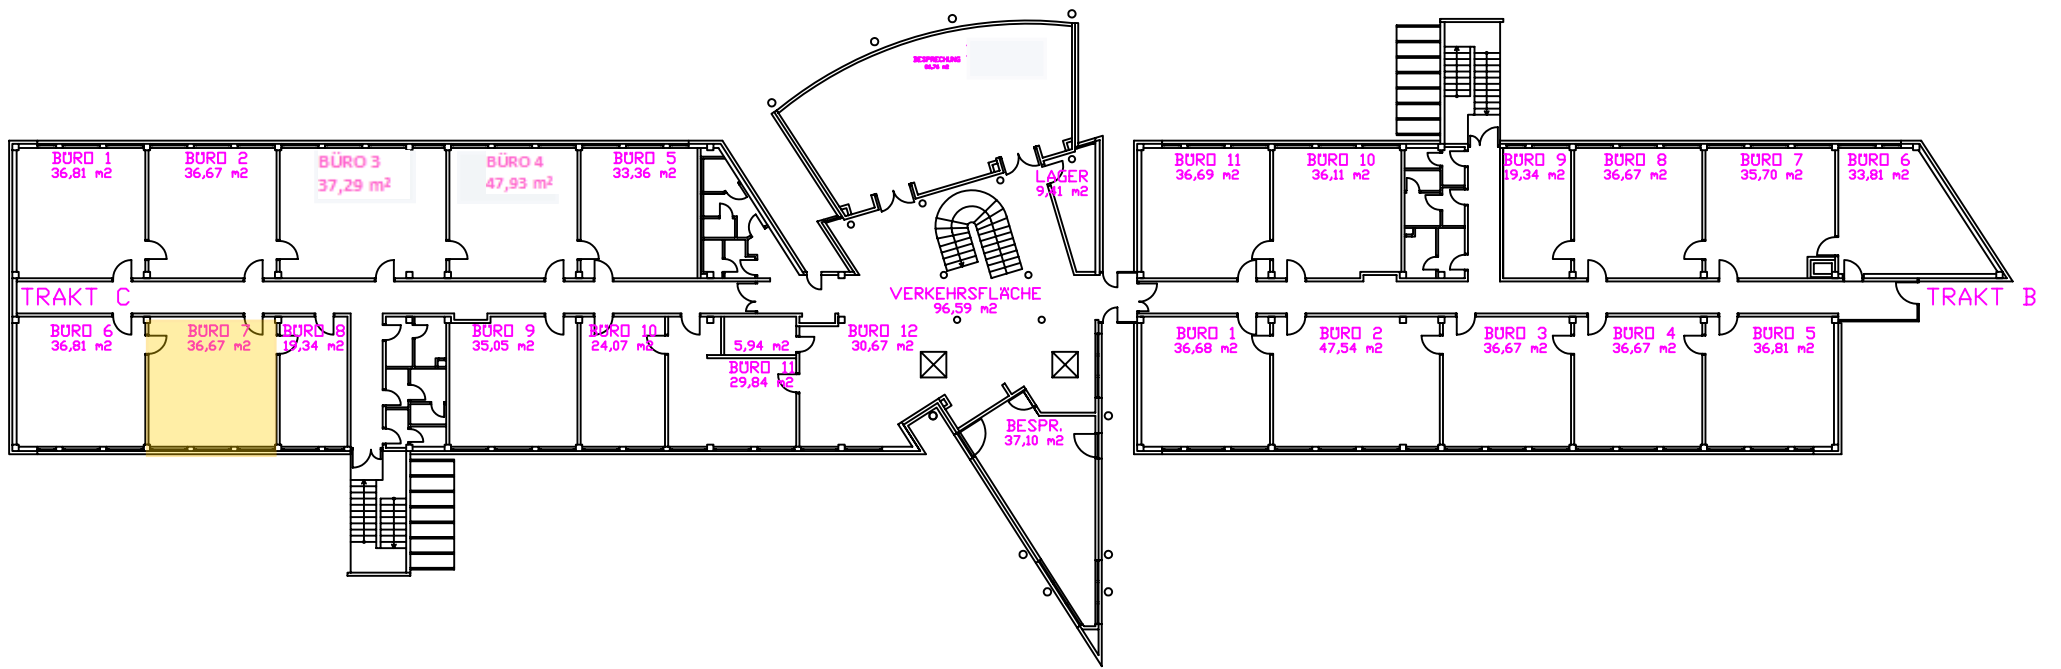 BESPRECHUNG
BÜRO 1
36,81 m2
BÜRO 2
36,67 m2
BÜRO 3
37,29 m²
BÜRO 4
47,93 m²
BÜRO 5
33,36 m2
LAGER
9,41 m2
BÜRO 11
36,69 m2
BÜRO 10
36,11 m2
BÜRO 9
19,34 m2
BÜRO 8
36,67 m2
BÜRO 7
35,70 m2
BÜRO 6
33,81 m2
TRAKT C
VERKEHRSFLÄCHE
96,59 m2
TRAKT B
BÜRO 6
36,81 m2
BÜRO 7
36,67 m2
BÜRO 8
19,34 m2
BÜRO 9
35,05 m2
BÜRO 10
24,07 m2
5,94 m2
BÜRO 11
29,84 m2
BÜRO 12
30,67 m2
BESPR.
37,10 m2
BÜRO 1
36,68 m2
BÜRO 2
47,54 m2
BÜRO 3
36,67 m2
BÜRO 4
36,67 m2
BÜRO 5
36,81 m2